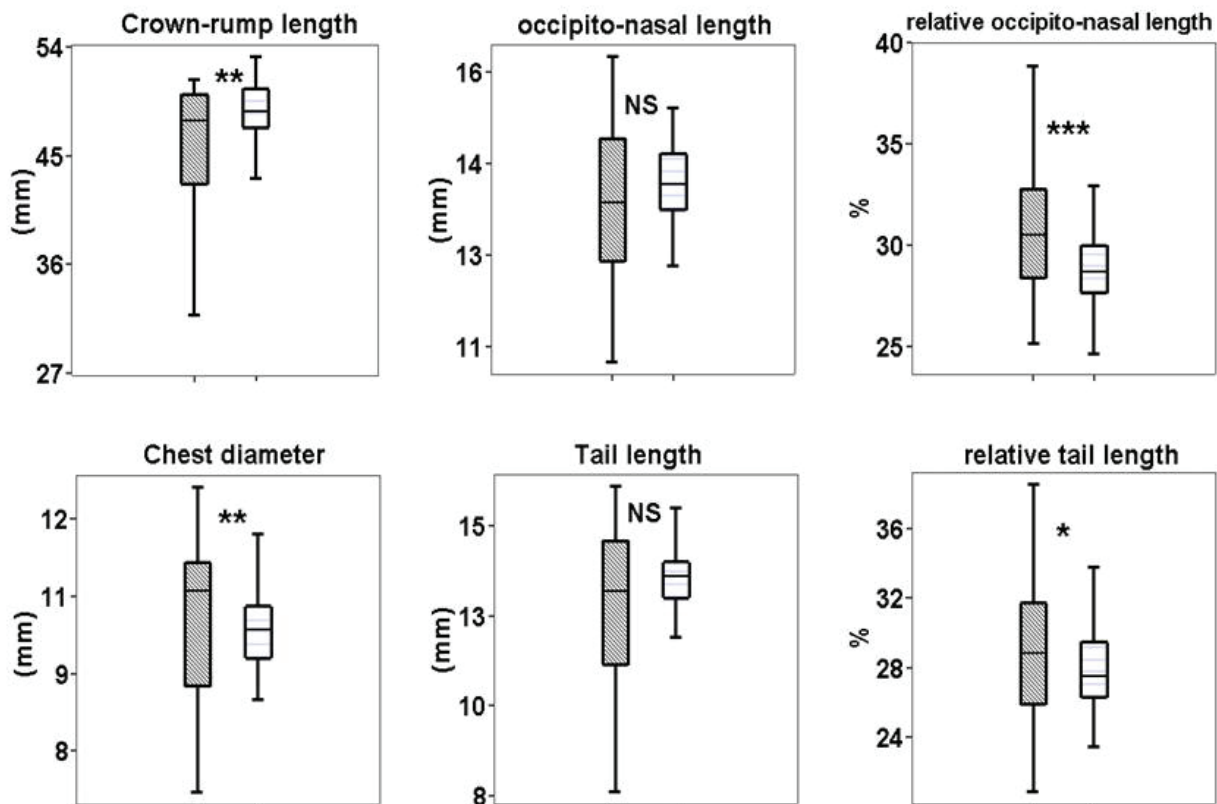 Crown-rump length
54
45
36
27
(mm)
**
occipito-nasal length
16
14
13
11
(mm)
NS
relative occipito-nasal length
40
35
30
25
%
***
Chest diameter
12
11
9
8
(mm)
**
Tail length
15
13
10
8
(mm)
NS
relative tail length
36
32
28
24
%
*